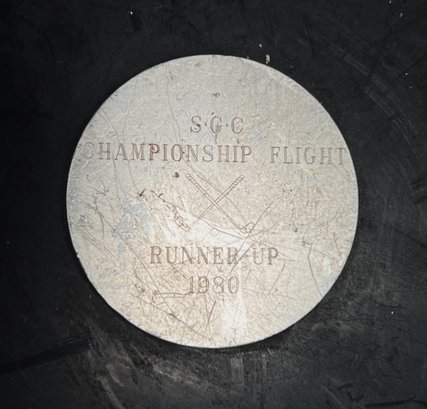 S·G·C
CHAMPIONSHIP FLIGHT
RUNNER-UP
1980